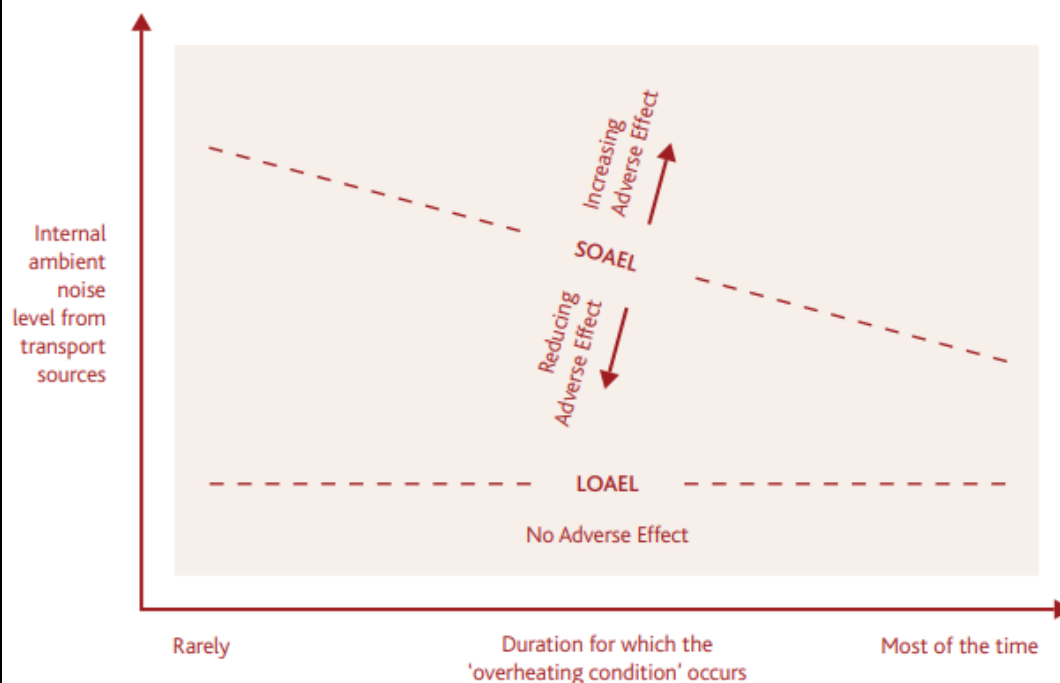 Increasing
Adverse Effect
Internal
ambient
noise
level from
transport
sources
SOAEL
Reducing
Adverse Effect
LOAEL
No Adverse Effect
Rarely
Duration for which the
'overheating condition' occurs
Most of the time